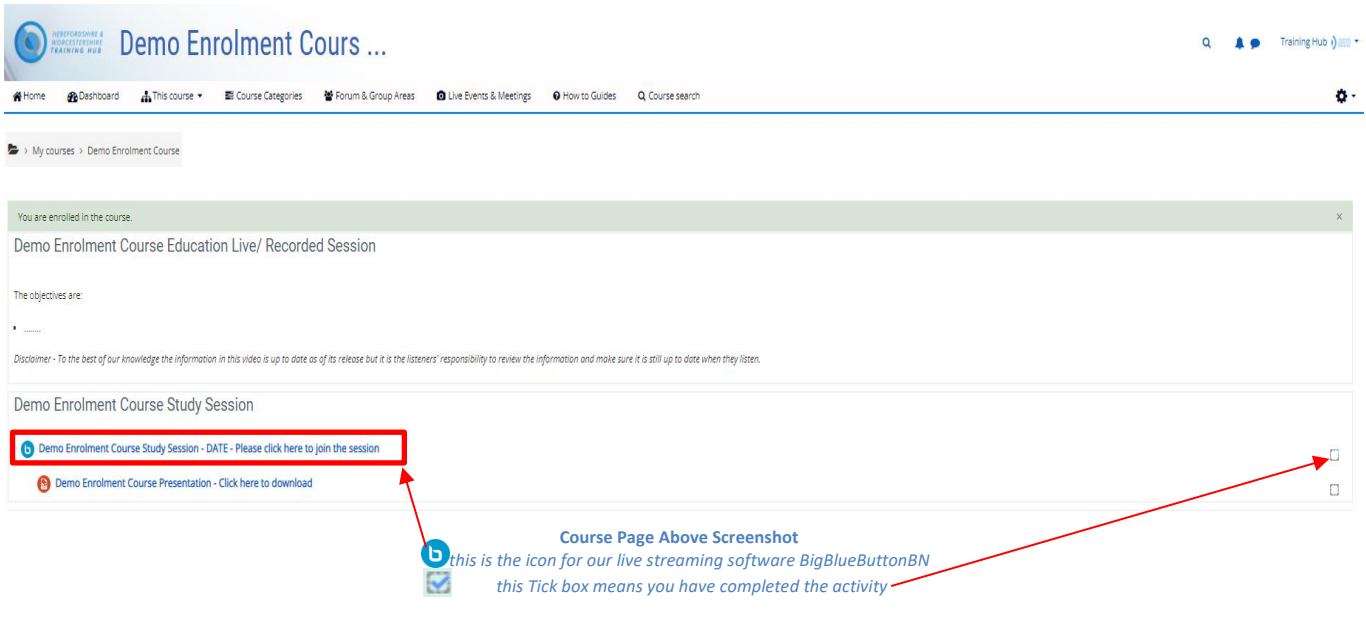 HEREFORDSHIRE &
WORCESTERSHIRE
TRAINING HUB
Demo Enrolment Cours ...
Training Hub
Home Dashboard This course Course Categories Forum & Group Areas Live Events & Meetings How to Guides Course search
> My courses > Demo Enrolment Course
You are enrolled in the course. x
Demo Enrolment Course Education Live/ Recorded Session
The objectives are:
▪ ........
Disclaimer - To the best of our knowledge the information in this video is up to date as of its release but it is the listeners' responsibility to review the information and make sure it is still up to date when they listen.
Demo Enrolment Course Study Session
b Demo Enrolment Course Study Session - DATE - Please click here to join the session
Demo Enrolment Course Presentation - Click here to download
Course Page Above Screenshot
b this is the icon for our live streaming software BigBlueButtonBN
this Tick box means you have completed the activity